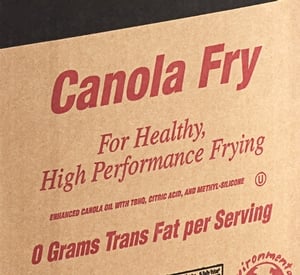 Canola Fry
For Healthy,
High Performance Frying
ENHANCED CANOLA OIL WITH TBHQ, CITRIC ACID, AND METHYL-SILICONE U
0 Grams Trans Fat per Serving